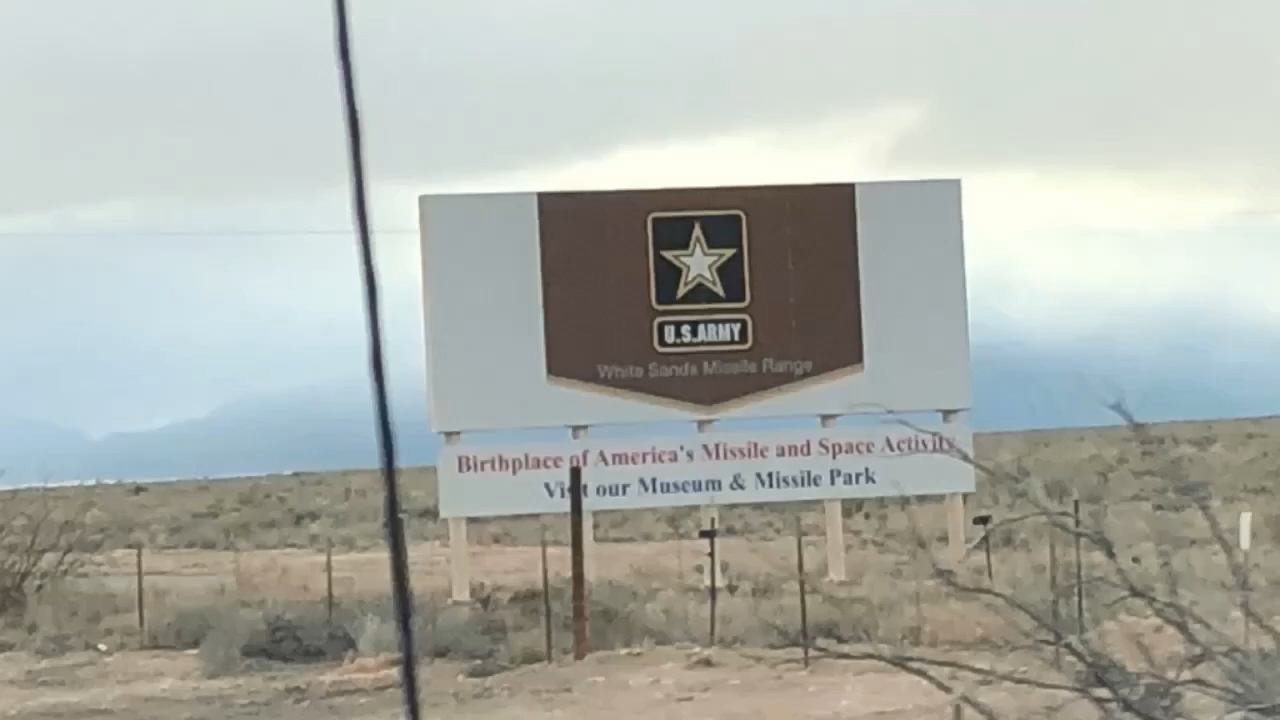 U.S.ARMY
White Sands Missile Range
Birthplace of America's Missile and Space Activity
Visit our Museum & Missile Park